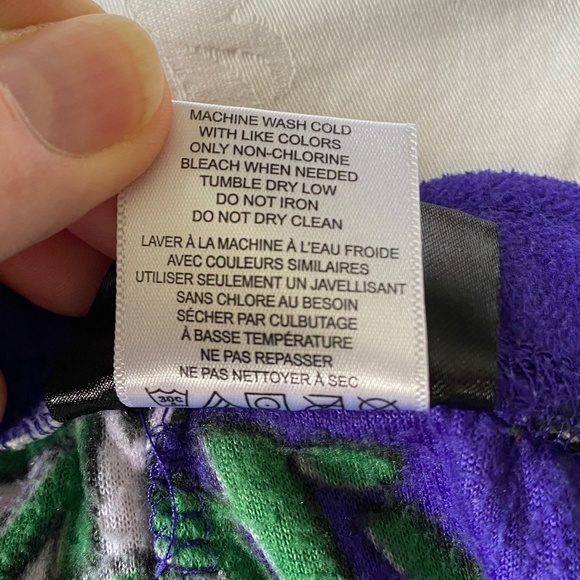 MACHINE WASH COLD
WITH LIKE COLORS
ONLY NON-CHLORINE
BLEACH WHEN NEEDED
TUMBLE DRY LOW
DO NOT IRON
DO NOT DRY CLEAN
LAVER À LA MACHINE À L'EAU FROIDE
AVEC COULEURS SIMILAIRES
UTILISER SEULEMENT UN JAVELLISANT
SANS CHLORE AU BESOIN
SÉCHER PAR CULBUTAGE
À BASSE TEMPÉRATURE
NE PAS REPASSER
NE PAS NETTOYER À SEC
30C